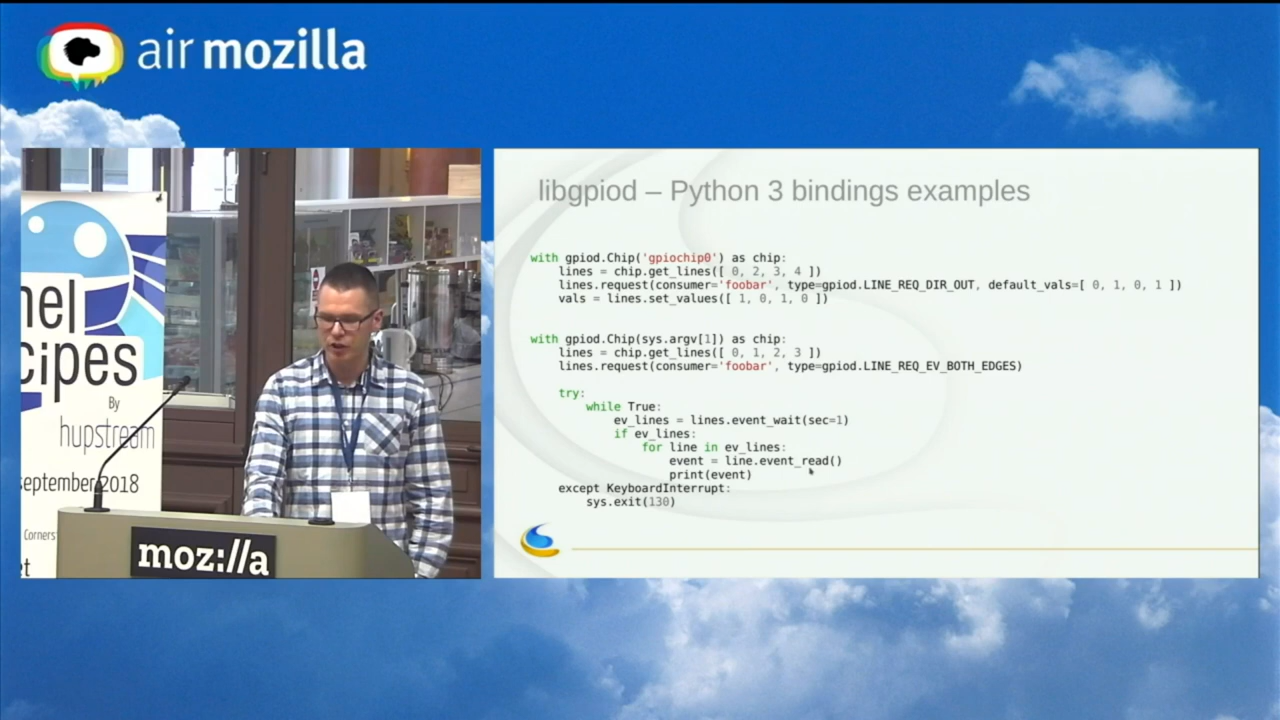 air mozilla
nel
cipes
By
hupstream
september 2018
Corners
et
moz://a
libgpiod – Python 3 bindings examples
with gpiod.Chip('gpiochip0') as chip:
    lines = chip.get_lines([ 0, 2, 3, 4 ])
    lines.request(consumer='foobar', type=gpiod.LINE_REQ_DIR_OUT, default_vals=[ 0, 1, 0, 1 ])
    vals = lines.set_values([ 1, 0, 1, 0 ])
with gpiod.Chip(sys.argv[1]) as chip:
    lines = chip.get_lines([ 0, 1, 2, 3 ])
    lines.request(consumer='foobar', type=gpiod.LINE_REQ_EV_BOTH_EDGES)
    try:
        while True:
            ev_lines = lines.event_wait(sec=1)
            if ev_lines:
                for line in ev_lines:
                    event = line.event_read()
                    print(event)
    except KeyboardInterrupt:
        sys.exit(130)